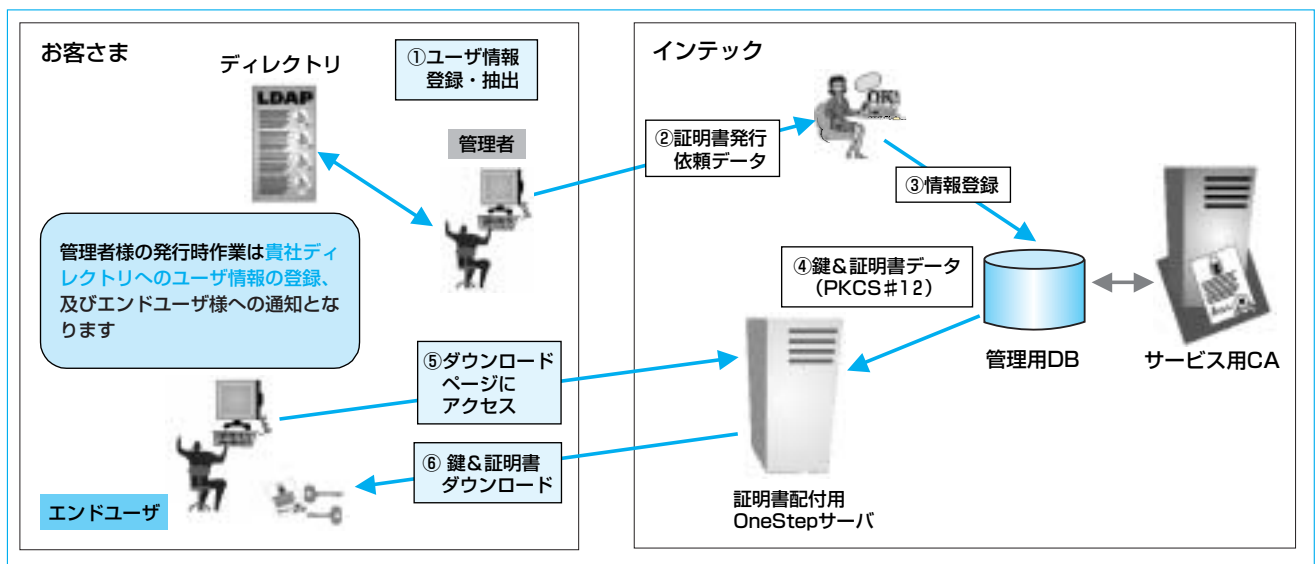 お客さま
ディレクトリ
LDAP
①ユーザ情報
登録・抽出
管理者
管理者様の発行時作業は貴社ディ
レクトリへのユーザ情報の登録、
及びエンドユーザ様への通知とな
ります
⑤ダウンロード
ページに
アクセス
⑥ 鍵&証明書
ダウンロード
エンドユーザ
インテック
OK!
②証明書発行
依頼データ
③情報登録
④鍵&証明書データ
(PKCS♯12)
管理用DB
サービス用CA
証明書配付用
OneStepサーバ